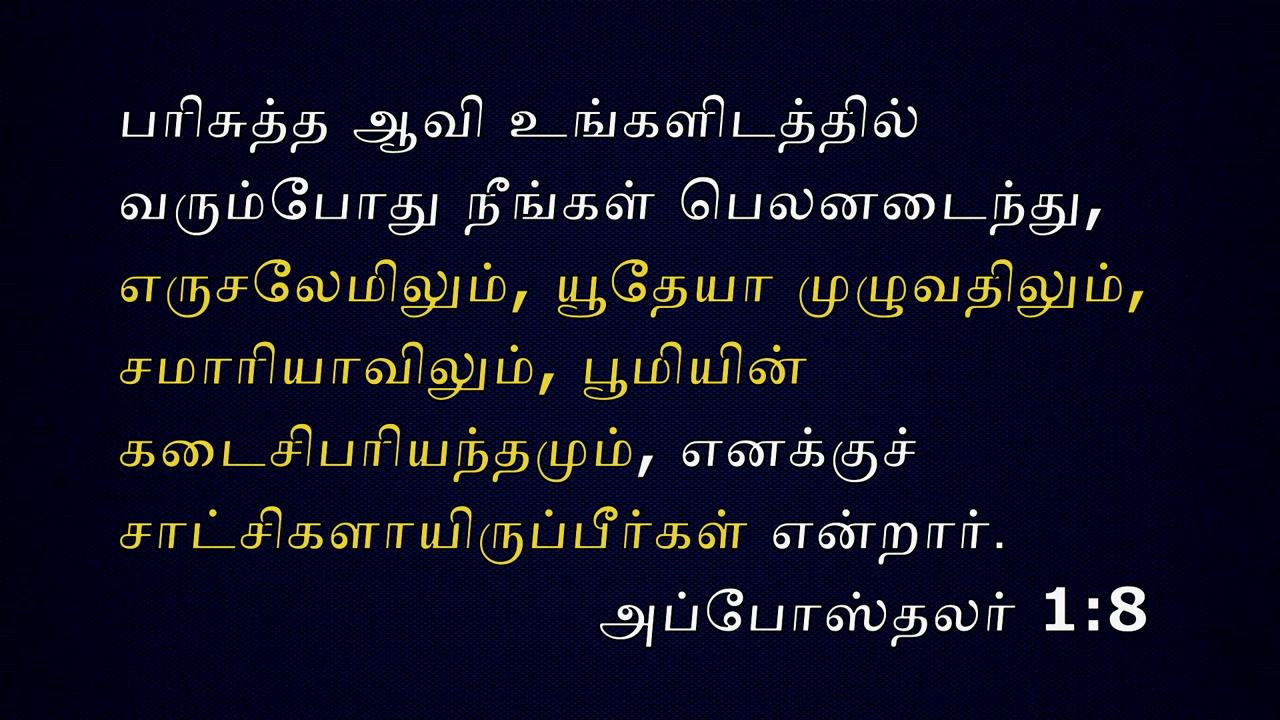 பரிசுத்த ஆவி உங்களிடத்தில்
வரும்போது நீங்கள் பெலனடைந்து,
எருசலேமிலும், யூதேயா முழுவதிலும்,
சமாரியாவிலும், பூமியின்
கடைசிபரியந்தமும், எனக்குச்
சாட்சிகளாயிருப்பீர்கள் என்றார்.
அப்போஸ்தலர் 1:8